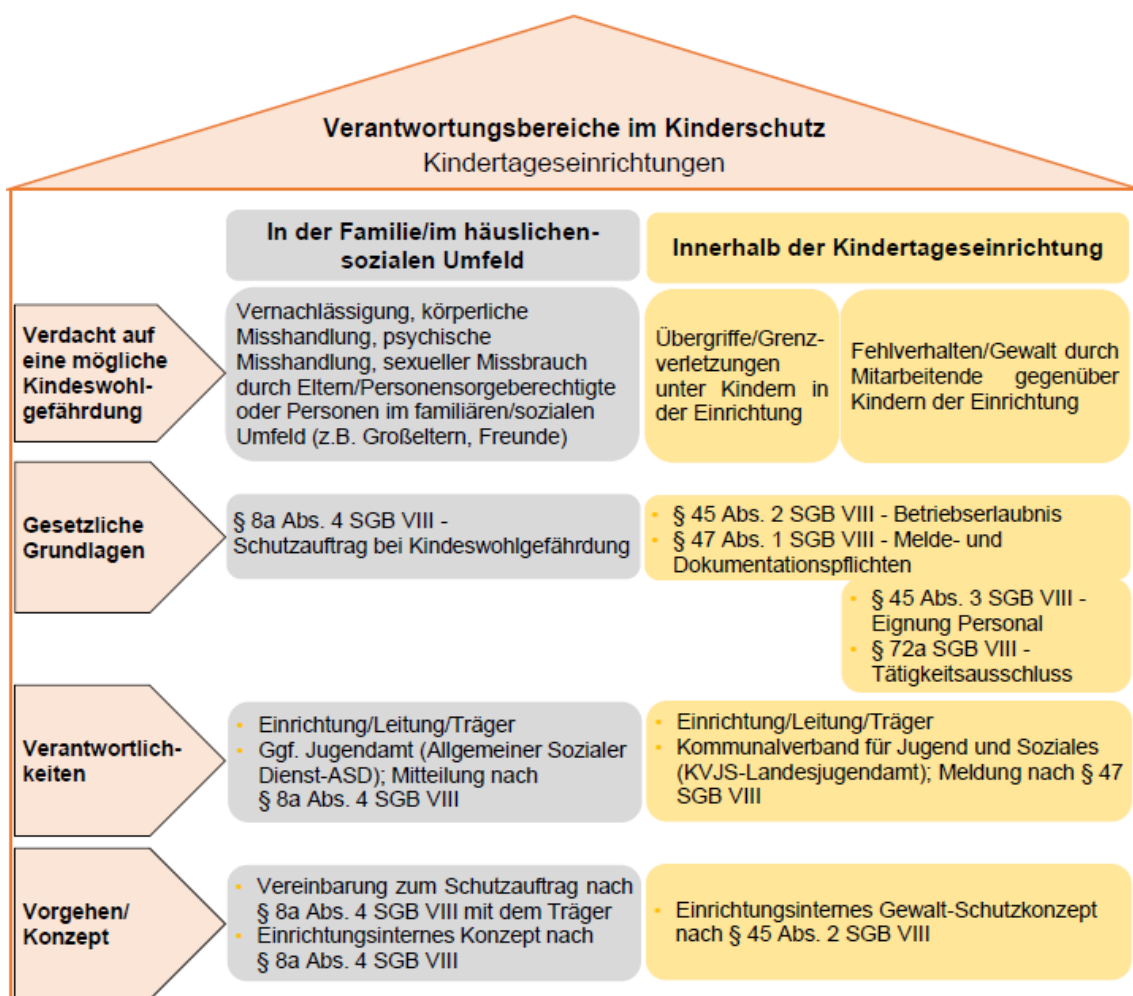 Verantwortungsbereiche im Kinderschutz
Kindertageseinrichtungen
In der Familie/im häuslichen-
sozialen Umfeld
Innerhalb der Kindertageseinrichtung
Verdacht auf
eine mögliche
Kindeswohl-
gefährdung
Vernachlässigung, körperliche
Misshandlung, psychische
Misshandlung, sexueller Missbrauch
durch Eltern/Personensorgeberechtigte
oder Personen im familiären/sozialen
Umfeld (z.B. Großeltern, Freunde)
Übergriffe/Grenz-
verletzungen
unter Kindern in
der Einrichtung
Fehlverhalten/Gewalt durch
Mitarbeitende gegenüber
Kindern der Einrichtung
Gesetzliche
Grundlagen
§ 8a Abs. 4 SGB VIII -
Schutzauftrag bei Kindeswohlgefährdung
• § 45 Abs. 2 SGB VIII - Betriebserlaubnis
• § 47 Abs. 1 SGB VIII - Melde- und
Dokumentationspflichten
• § 45 Abs. 3 SGB VIII -
Eignung Personal
• § 72a SGB VIII -
Tätigkeitsausschluss
Verantwortlich-
keiten
• Einrichtung/Leitung/Träger
• Ggf. Jugendamt (Allgemeiner Sozialer
Dienst-ASD); Mitteilung nach
§ 8a Abs. 4 SGB VIII
• Einrichtung/Leitung/Träger
• Kommunalverband für Jugend und Soziales
(KVJS-Landesjugendamt); Meldung nach § 47
SGB VIII
Vorgehen/
Konzept
• Vereinbarung zum Schutzauftrag nach
§ 8a Abs. 4 SGB VIII mit dem Träger
• Einrichtungsinternes Konzept nach
§ 8a Abs. 4 SGB VIII
• Einrichtungsinternes Gewalt-Schutzkonzept
nach § 45 Abs. 2 SGB VIII